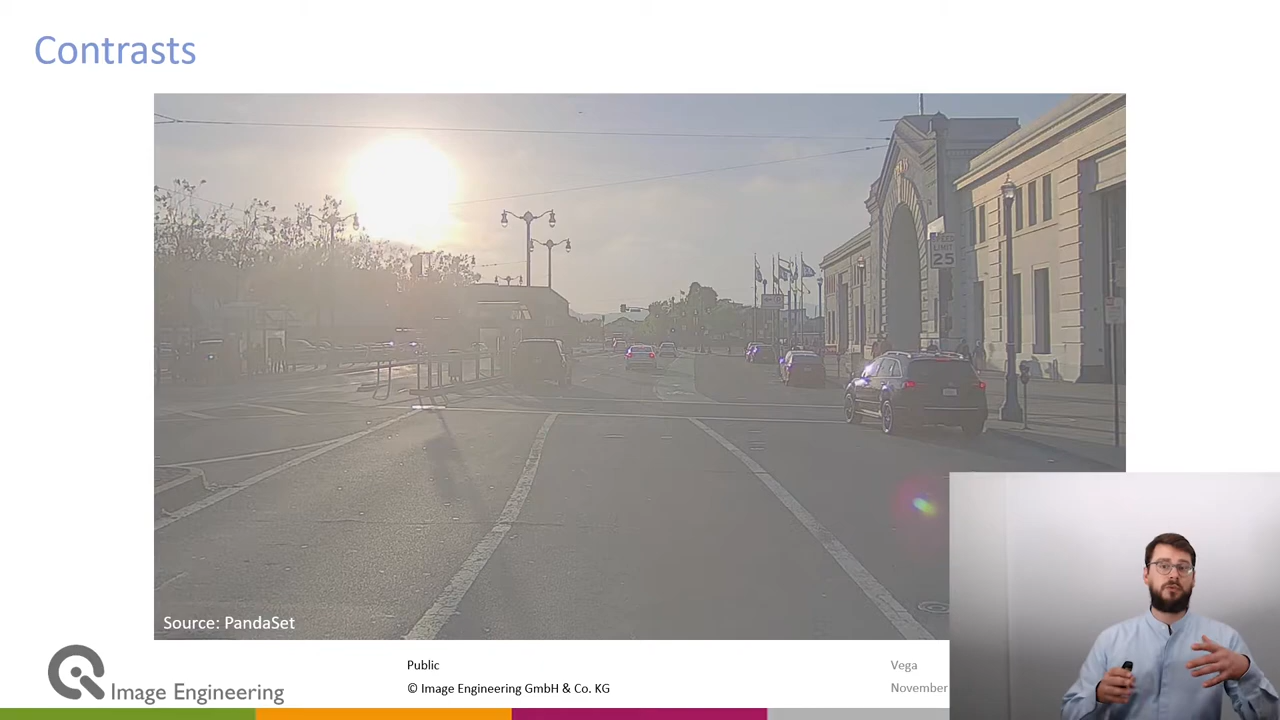 Contrasts
SPEED
LIMIT
25
Source: PandaSet
Image Engineering
Public
© Image Engineering GmbH & Co. KG
Vega
November